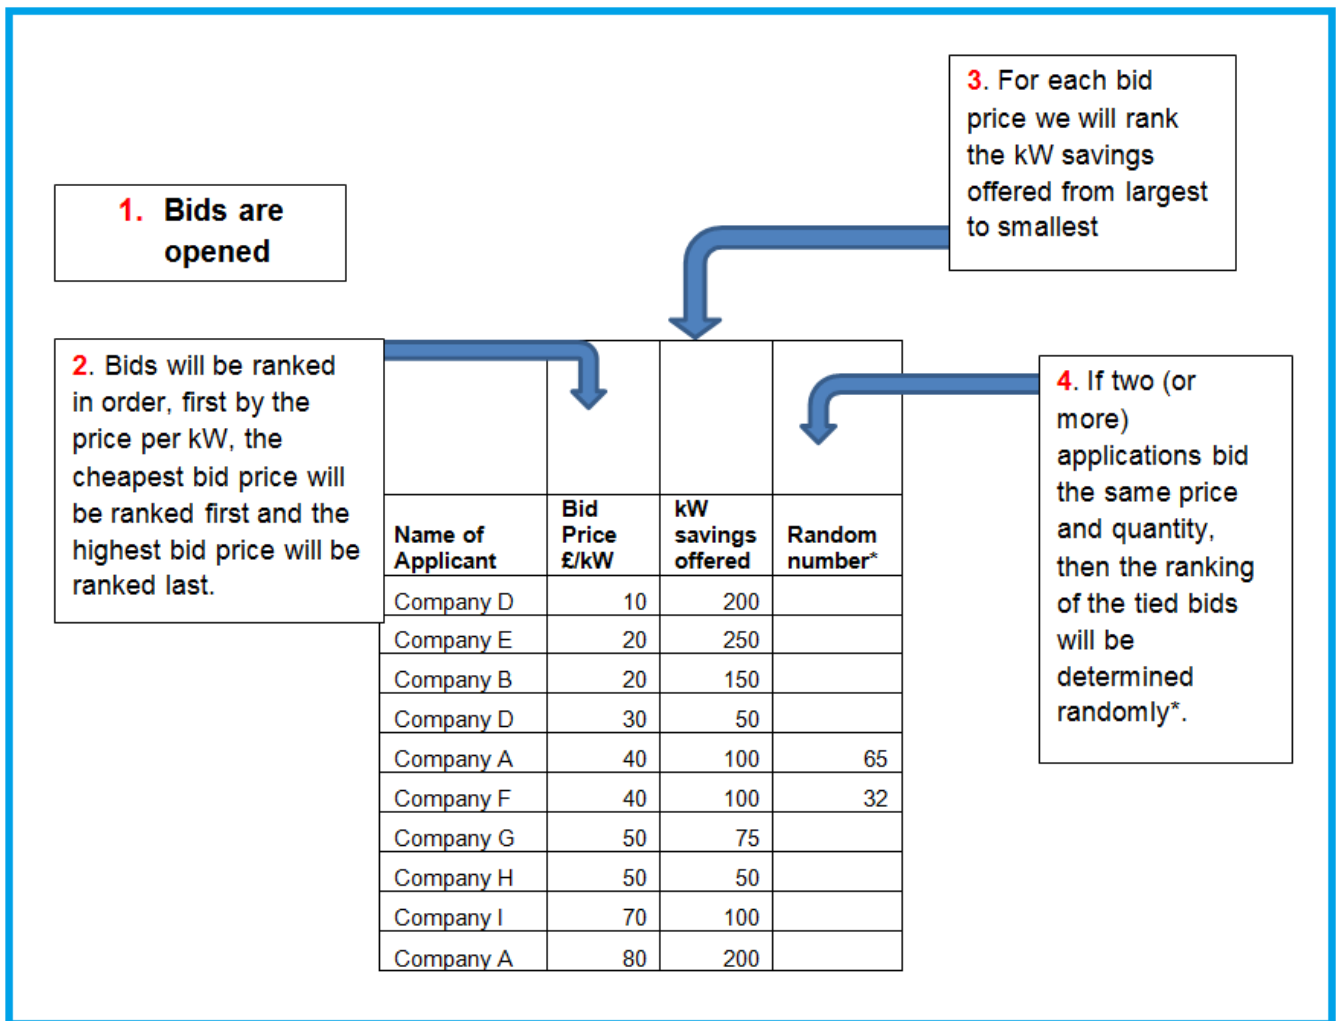 1. Bids are
opened
2. Bids will be ranked
in order, first by the
price per kW, the
cheapest bid price will
be ranked first and the
highest bid price will be
ranked last.
3. For each bid
price we will rank
the kW savings
offered from largest
to smallest
4. If two (or
more)
applications bid
the same price
and quantity,
then the ranking
of the tied bids
will be
determined
randomly*.
Name of Applicant Bid Price £/kW kW savings offered Random number*
Company D 10 200
Company E 20 250
Company B 20 150
Company D 30 50
Company A 40 100 65
Company F 40 100 32
Company G 50 75
Company H 50 50
Company I 70 100
Company A 80 200